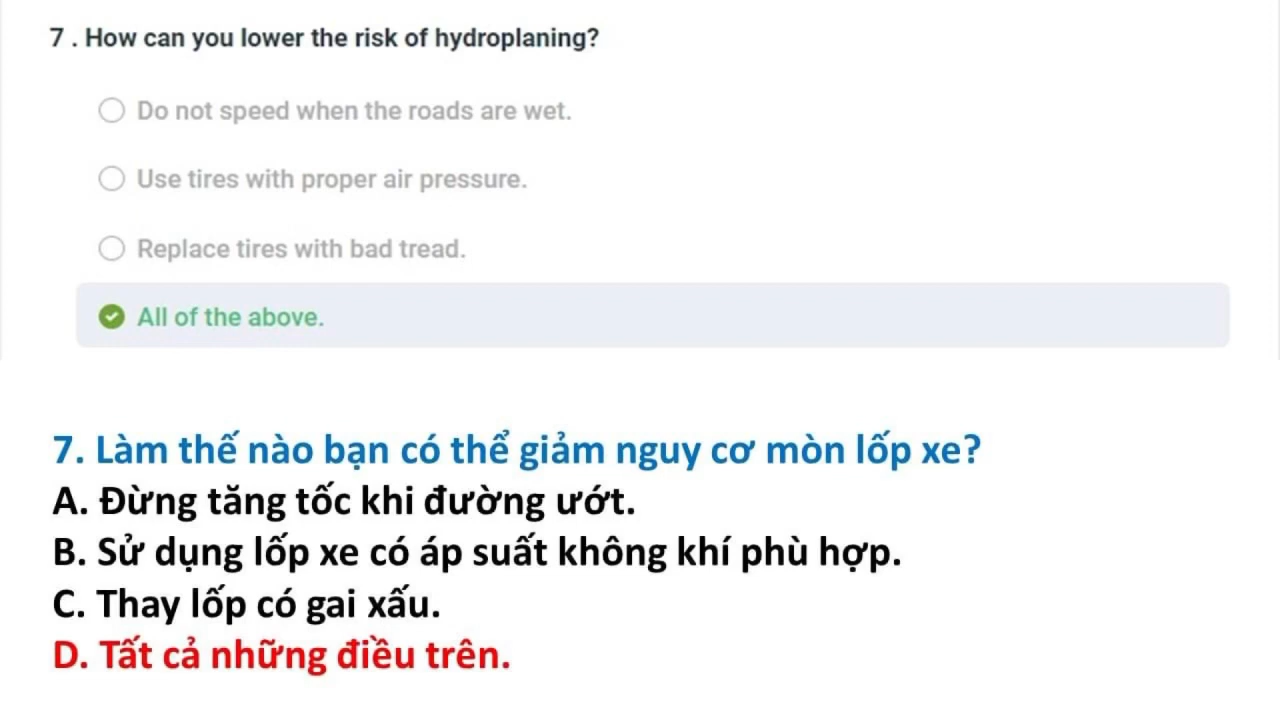 7 . How can you lower the risk of hydroplaning?
Do not speed when the roads are wet.
Use tires with proper air pressure.
Replace tires with bad tread.
All of the above.
7. Làm thế nào bạn có thể giảm nguy cơ mòn lốp xe?
A. Đừng tăng tốc khi đường ướt.
B. Sử dụng lốp xe có áp suất không khí phù hợp.
C. Thay lốp có gai xấu.
D. Tất cả những điều trên.